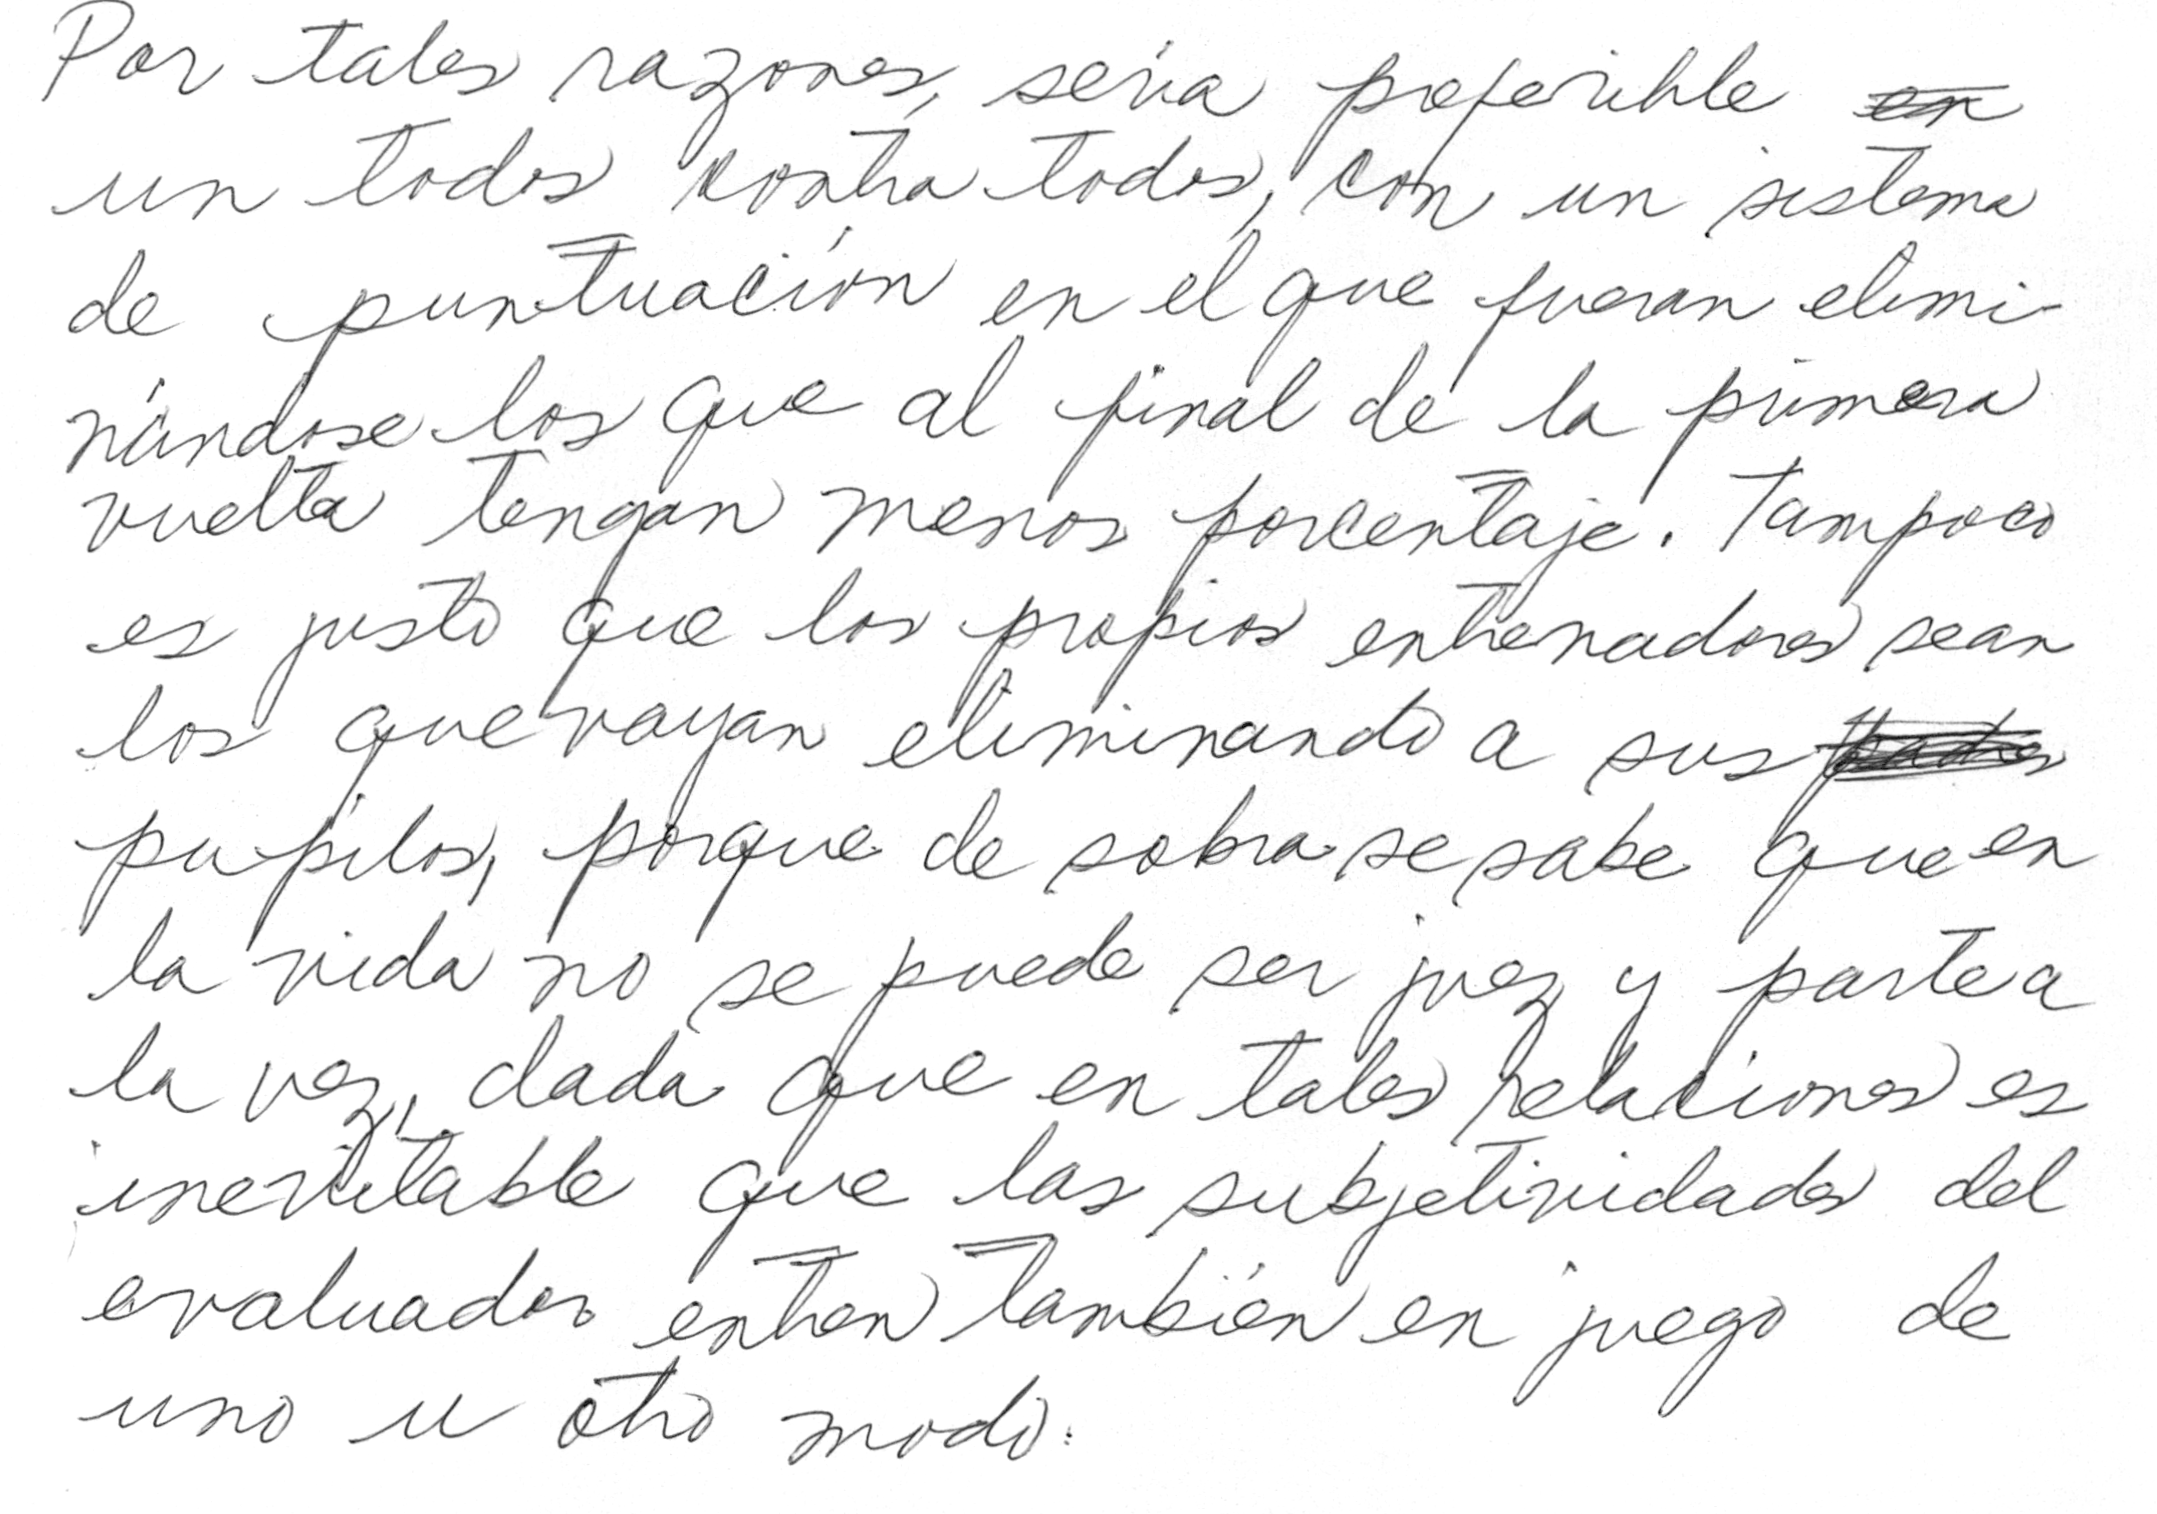 Por tales razones, sería preferible en
un todos contra todos, con un sistema
de puntuación en el que fueran elimi-
nándose los que al final de la primera
vuelta tengan menos porcentaje. Tampoco
es justo que los propios entrenadores sean
los que vayan eliminando a sus
pupilos, porque de sobra se sabe que en
la vida no se puede ser juez y parte a
la vez, dada que en tales relaciones es
inevitable que las subjetividades del
evaluador entren también en juego de
uno u otro modo.